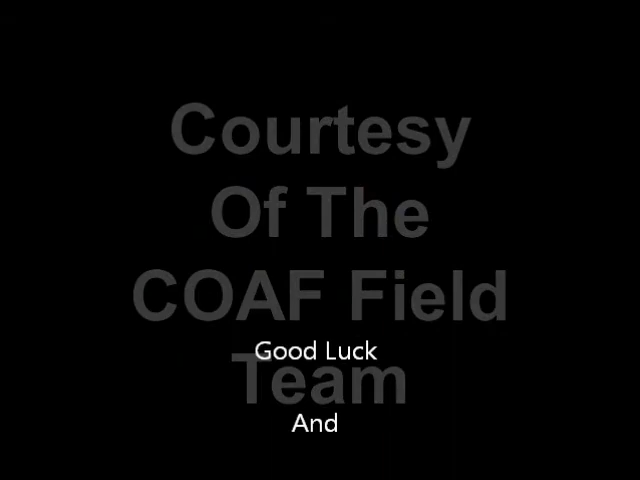 Courtesy
Of The
COAF Field
Good Luck
Team
And